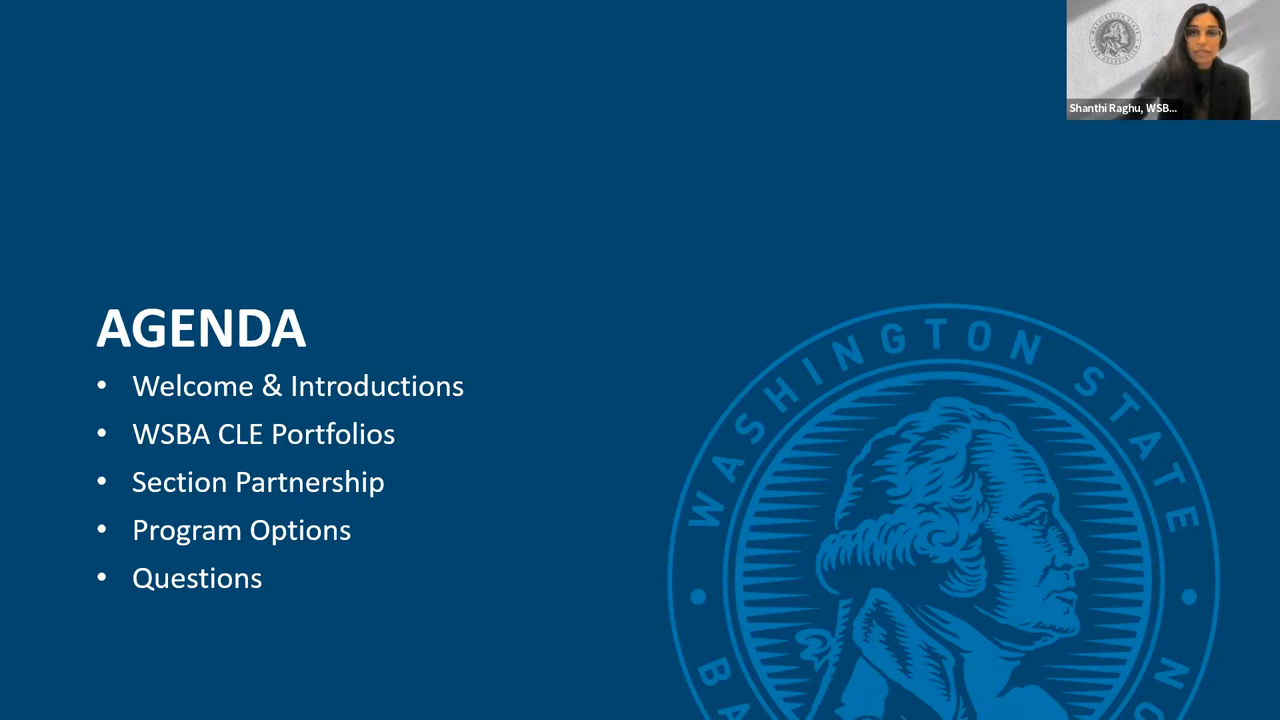 Shanthi Raghu, WSB...
AGENDA
• Welcome & Introductions
• WSBA CLE Portfolios
• Section Partnership
• Program Options
• Questions
WASHINGTON STATE